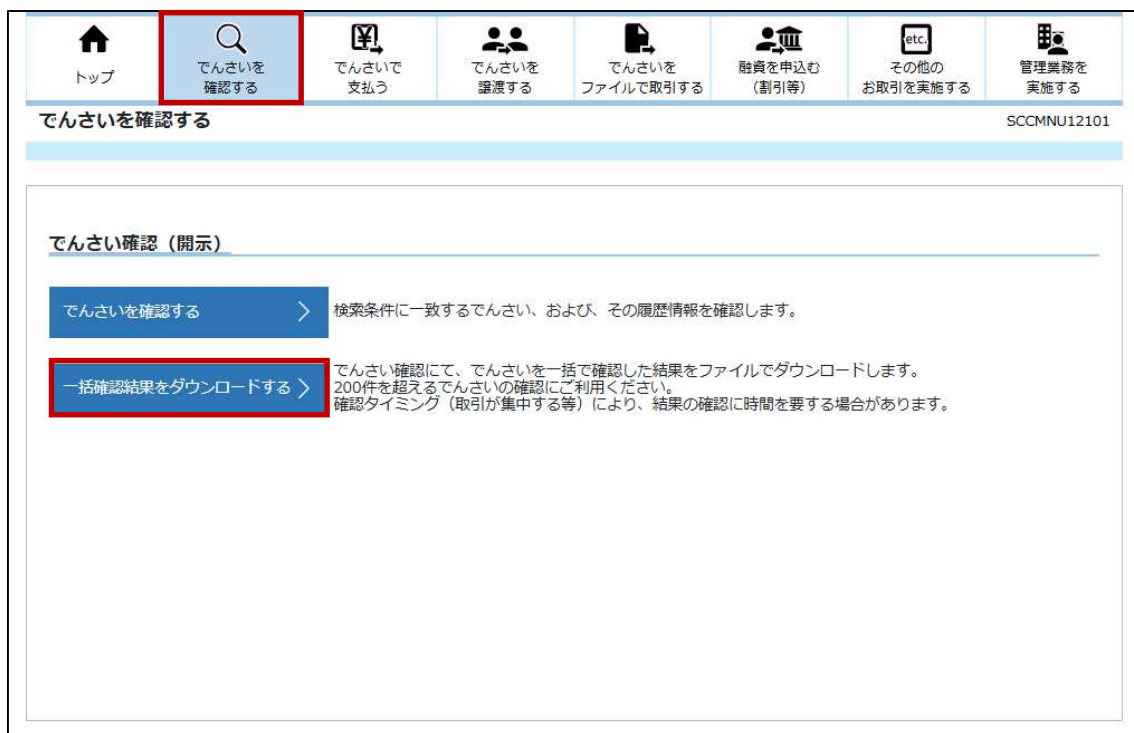 トップ
でんさいを
確認する
でんさいで
支払う
でんさいを
譲渡する
でんさいを
ファイルで取引する
融資を申込む
（割引等）
etc.
その他の
お取引を実施する
管理業務を
実施する
でんさいを確認する
SCCMNU12101
でんさい確認（開示）
でんさいを確認する
検索条件に一致するでんさい、および、その履歴情報を確認します。
一括確認結果をダウンロードする
でんさい確認にて、でんさいを一括で確認した結果をファイルでダウンロードします。
200件を超えるでんさいの確認にご利用ください。
確認タイミング（取引が集中する等）により、結果の確認に時間を要する場合があります。